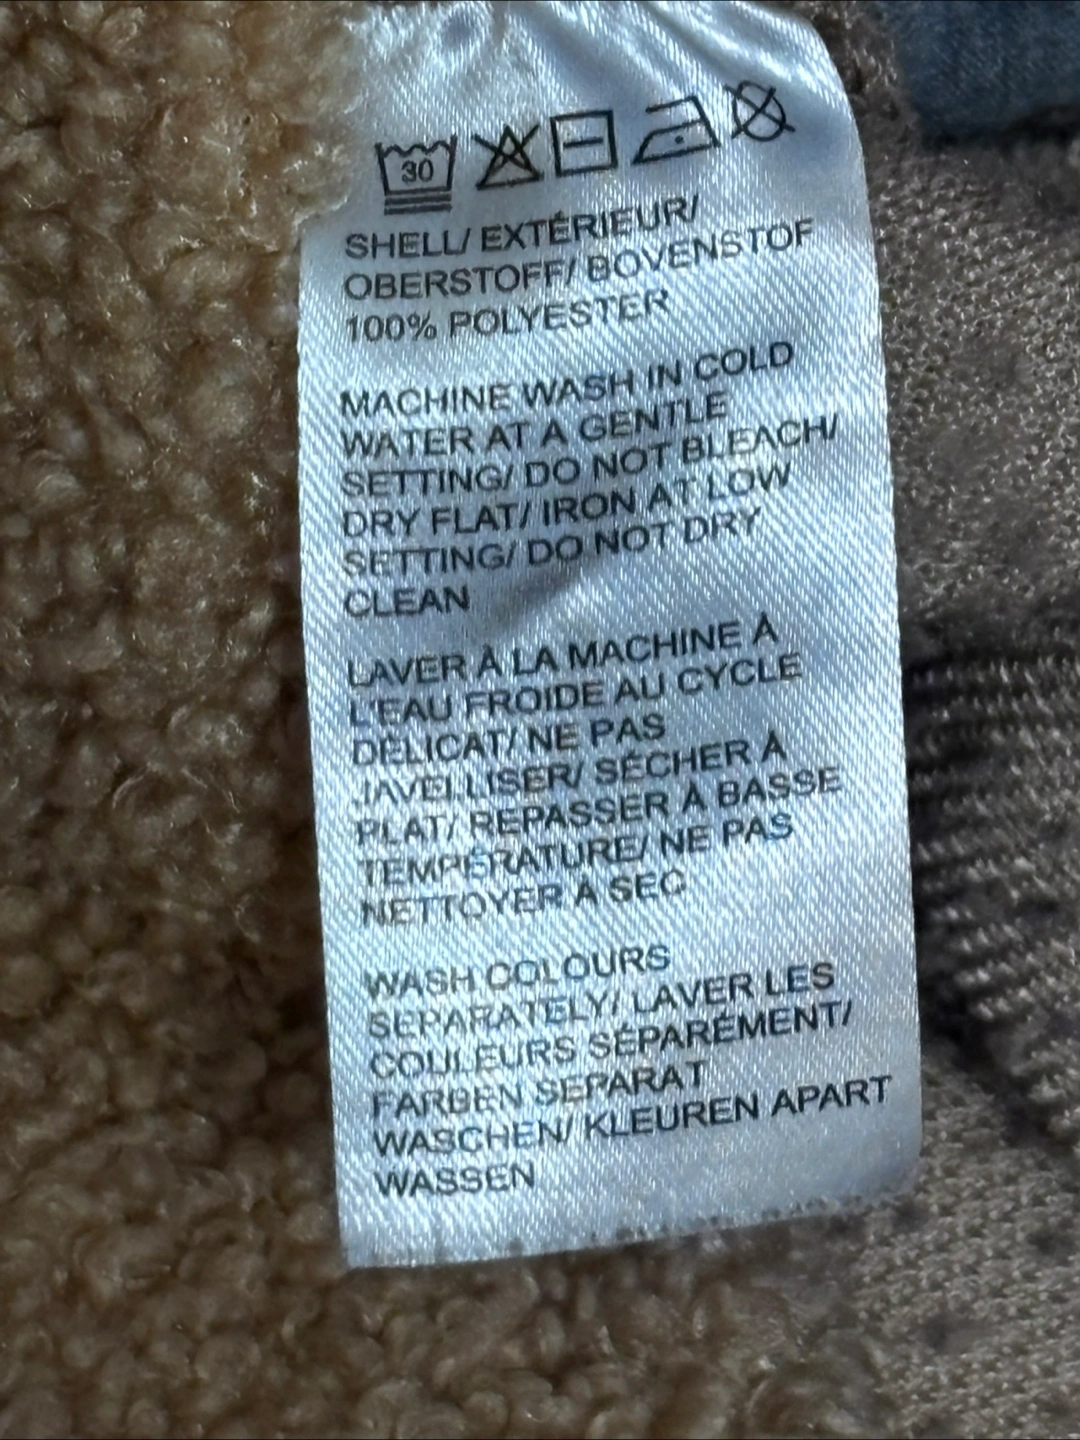 30
SHELL/ EXTÉRIEUR/
OBERSTOFF/ BOVENSTOF
100% POLYESTER
MACHINE WASH IN COLD
WATER AT A GENTLE
SETTING/ DO NOT BLEACH/
DRY FLAT/ IRON AT LOW
SETTING/ DO NOT DRY
CLEAN
LAVER À LA MACHINE À
L'EAU FROIDE AU CYCLE
DÉLICAT/ NE PAS
JAVELLISER/ SÉCHER À
PLAT/ REPASSER À BASSE
TEMPÉRATURE/ NE PAS
NETTOYER À SEC
WASH COLOURS
SEPARATELY/ LAVER LES
COULEURS SÉPARÉMENT/
FARBEN SEPARAT
WASCHEN/ KLEUREN APART
WASSEN